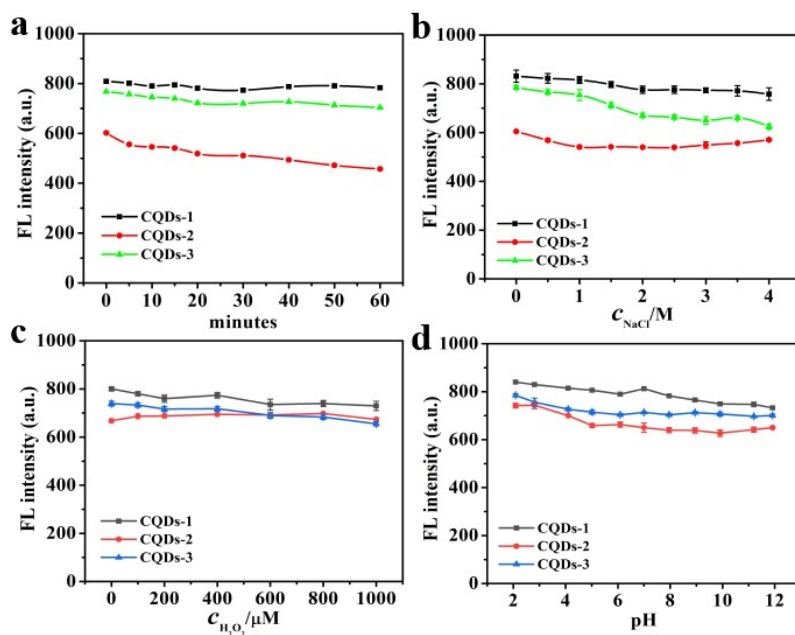 a
1000
800
600
400
200
0
FL intensity (a.u.)
CQDs-1
CQDs-2
CQDs-3
0 10 20 30 40 50 60
minutes
b
1000
800
600
400
200
0
FL intensity (a.u.)
CQDs-1
CQDs-2
CQDs-3
0 1 2 3 4
c NaCl/M
c
1000
800
600
400
200
0
FL intensity (a.u.)
CQDs-1
CQDs-2
CQDs-3
0 200 400 600 800 1000
c H₂O₂/μM
d
1000
800
600
400
200
0
FL intensity (a.u.)
CQDs-1
CQDs-2
CQDs-3
2 4 6 8 10 12
pH